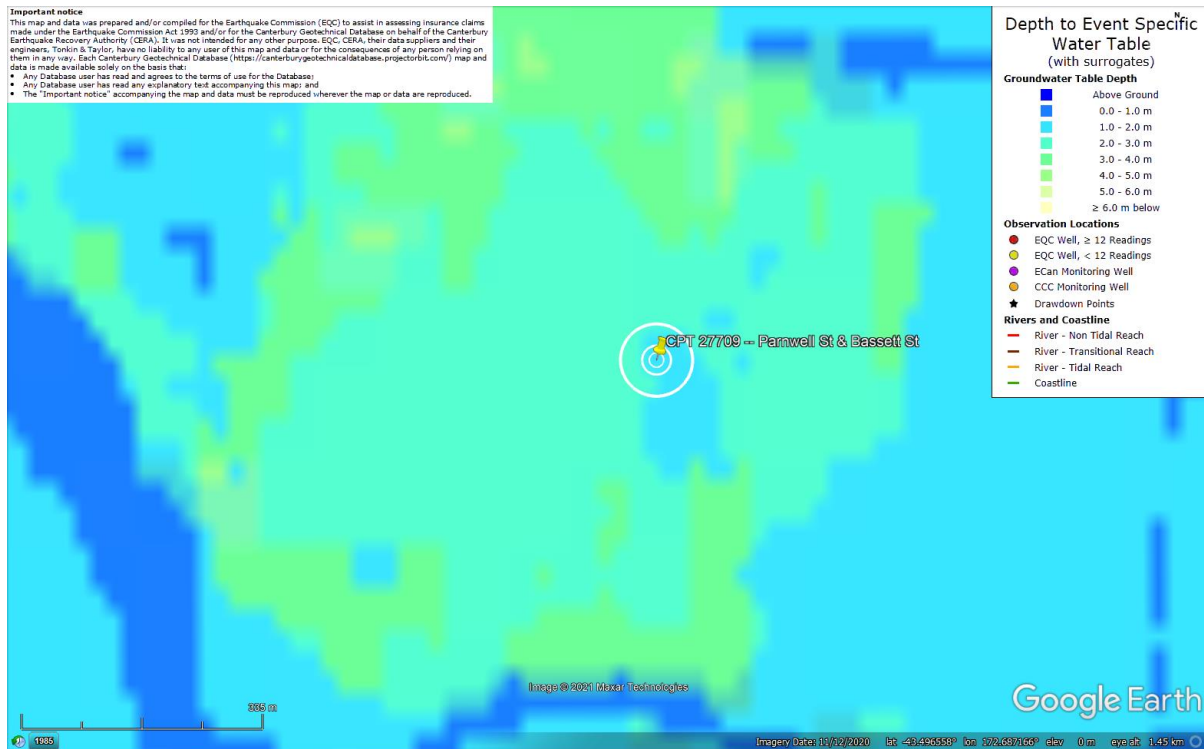 Important notice
This map and data was prepared and/or compiled for the Earthquake Commission (EQC) to assist in assessing insurance claims
made under the Earthquake Commission Act 1993 and/or for the Canterbury Geotechnical Database on behalf of the Canterbury
Earthquake Recovery Authority (CERA). It was not intended for any other purpose. EQC, CERA, their data suppliers and their
engineers, Tonkin & Taylor, have no liability to any user of this map and data or for the consequences of any person relying on
them in any way. Each Canterbury Geotechnical Database (https://canterburygeotechnicaldatabase.projectorbit.com/) map and
data is made available solely on the basis that:
• Any Database user has read and agrees to the terms of use for the Database;
• Any Database user has read any explanatory text accompanying this map; and
• The "Important notice" accompanying the map and data must be reproduced wherever the map or data are reproduced.
N
Depth to Event Specific
Water Table
(with surrogates)
Groundwater Table Depth
Above Ground
0.0 - 1.0 m
1.0 - 2.0 m
2.0 - 3.0 m
3.0 - 4.0 m
4.0 - 5.0 m
5.0 - 6.0 m
≥ 6.0 m below
Observation Locations
EQC Well, ≥ 12 Readings
EQC Well, < 12 Readings
ECan Monitoring Well
CCC Monitoring Well
Drawdown Points
Rivers and Coastline
River - Non Tidal Reach
River - Transitional Reach
River - Tidal Reach
Coastline
CPT 27709 -- Parnwell St & Bassett St
Image © 2021 Maxar Technologies
Google Earth
205 m
1985
Imagery Date: 11/12/2020 lat -43.496558° lon 172.687166° elev 0 m eye alt 1.45 km